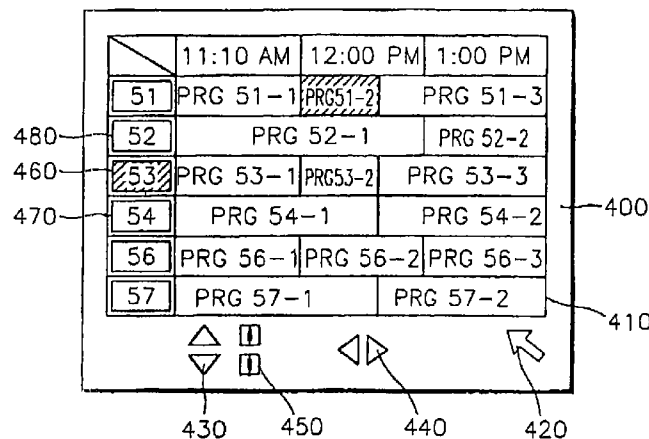 11:10 AM 12:00 PM 1:00 PM
51 PRG 51-1 PRG51-2 PRG 51-3
480 52 PRG 52-1 PRG 52-2
460 53 PRG 53-1 PRG53-2 PRG 53-3
470 54 PRG 54-1 PRG 54-2 400
56 PRG 56-1 PRG 56-2 PRG 56-3
57 PRG 57-1 PRG 57-2
410
430 450 440 420